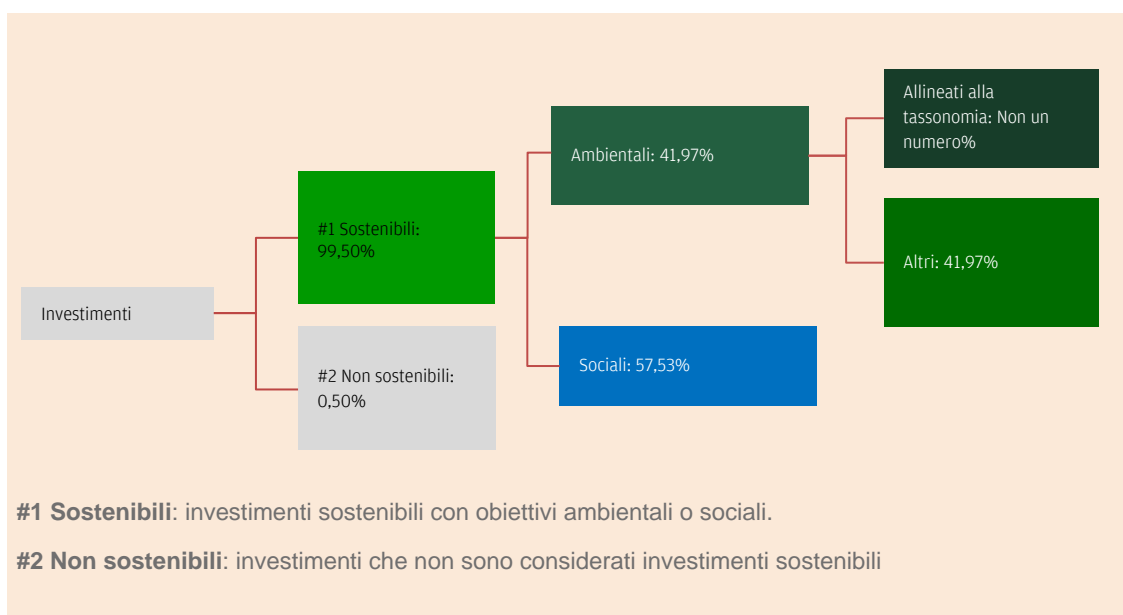 Investimenti
#1 Sostenibili:
99,50%
#2 Non sostenibili:
0,50%
Ambientali: 41,97%
Sociali: 57,53%
Allineati alla
tassonomia: Non un
numero%
Altri: 41,97%
#1 Sostenibili: investimenti sostenibili con obiettivi ambientali o sociali.
#2 Non sostenibili: investimenti che non sono considerati investimenti sostenibili